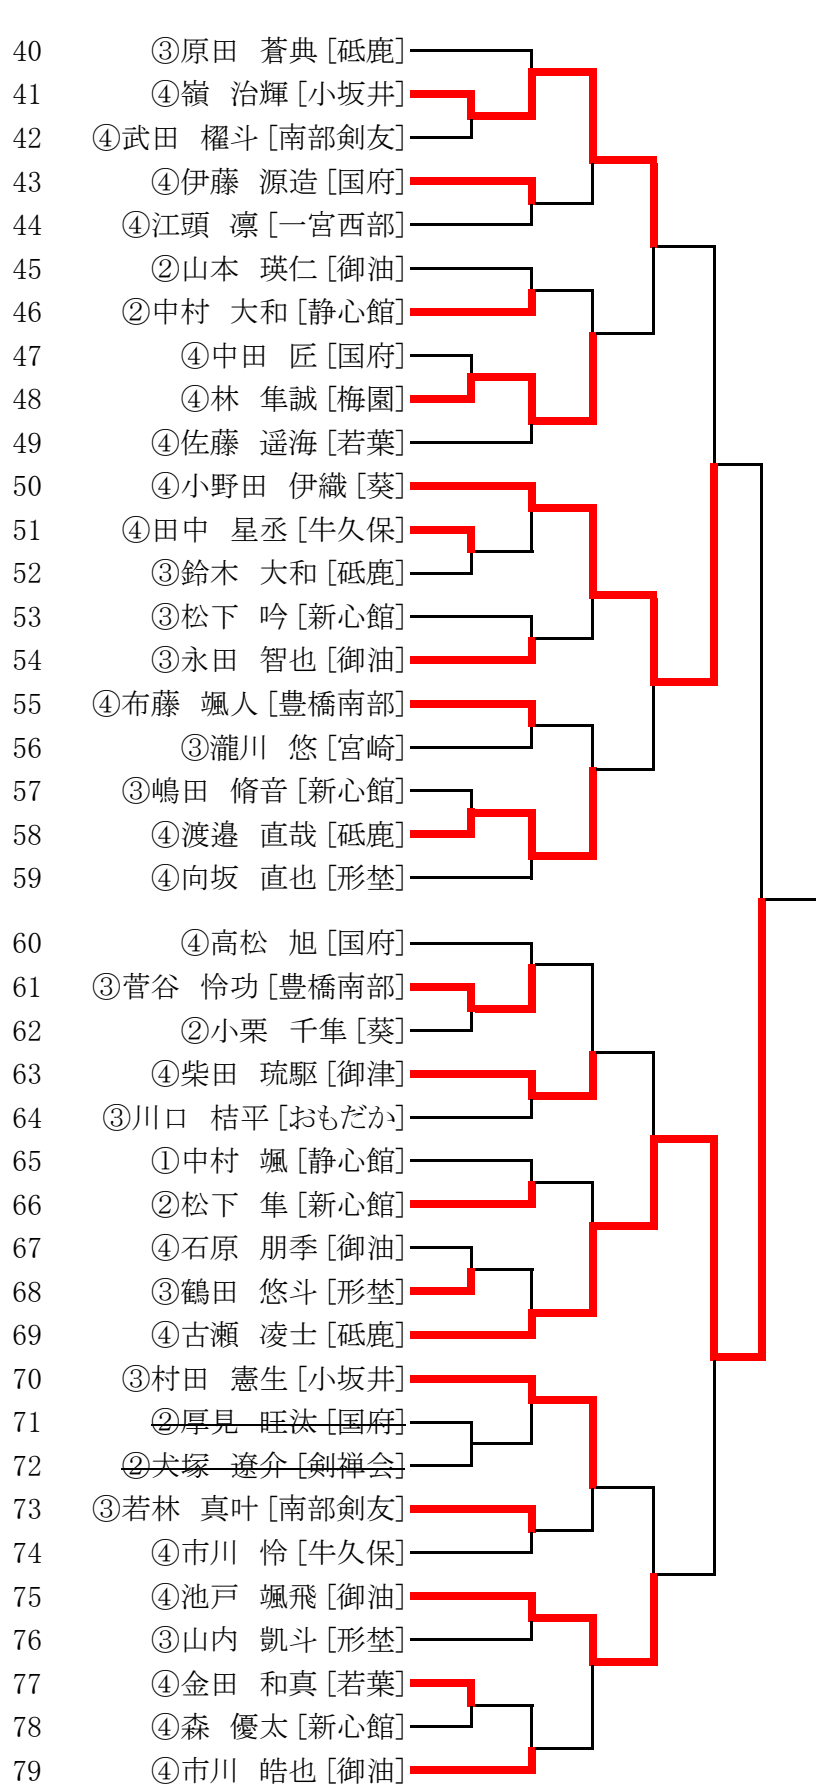 40 ③原田 蒼典 [砥鹿]
41 ④嶺 治輝 [小坂井]
42 ④武田 櫂斗 [南部剣友]
43 ④伊藤 源造 [国府]
44 ④江頭 凛 [一宮西部]
45 ②山本 瑛仁 [御油]
46 ②中村 大和 [静心館]
47 ④中田 匠 [国府]
48 ④林 隼誠 [梅園]
49 ④佐藤 遥海 [若葉]
50 ④小野田 伊織 [葵]
51 ④田中 星丞 [牛久保]
52 ③鈴木 大和 [砥鹿]
53 ③松下 吟 [新心館]
54 ③永田 智也 [御油]
55 ④布藤 颯人 [豊橋南部]
56 ③瀧川 悠 [宮崎]
57 ③嶋田 脩音 [新心館]
58 ④渡邉 直哉 [砥鹿]
59 ④向坂 直也 [形埜]
60 ④高松 旭 [国府]
61 ③菅谷 怜功 [豊橋南部]
62 ②小栗 千隼 [葵]
63 ④柴田 琉駆 [御津]
64 ③川口 桔平 [おもだか]
65 ①中村 颯 [静心館]
66 ②松下 隼 [新心館]
67 ④石原 朋季 [御油]
68 ③鶴田 悠斗 [形埜]
69 ④古瀬 凌士 [砥鹿]
70 ③村田 憲生 [小坂井]
71 ②厚見 旺汰 [国府]
72 ②犬塚 遼介 [剣禅会]
73 ③若林 真叶 [南部剣友]
74 ④市川 怜 [牛久保]
75 ④池戸 颯飛 [御油]
76 ③山内 凱斗 [形埜]
77 ④金田 和真 [若葉]
78 ④森 優太 [新心館]
79 ④市川 皓也 [御油]